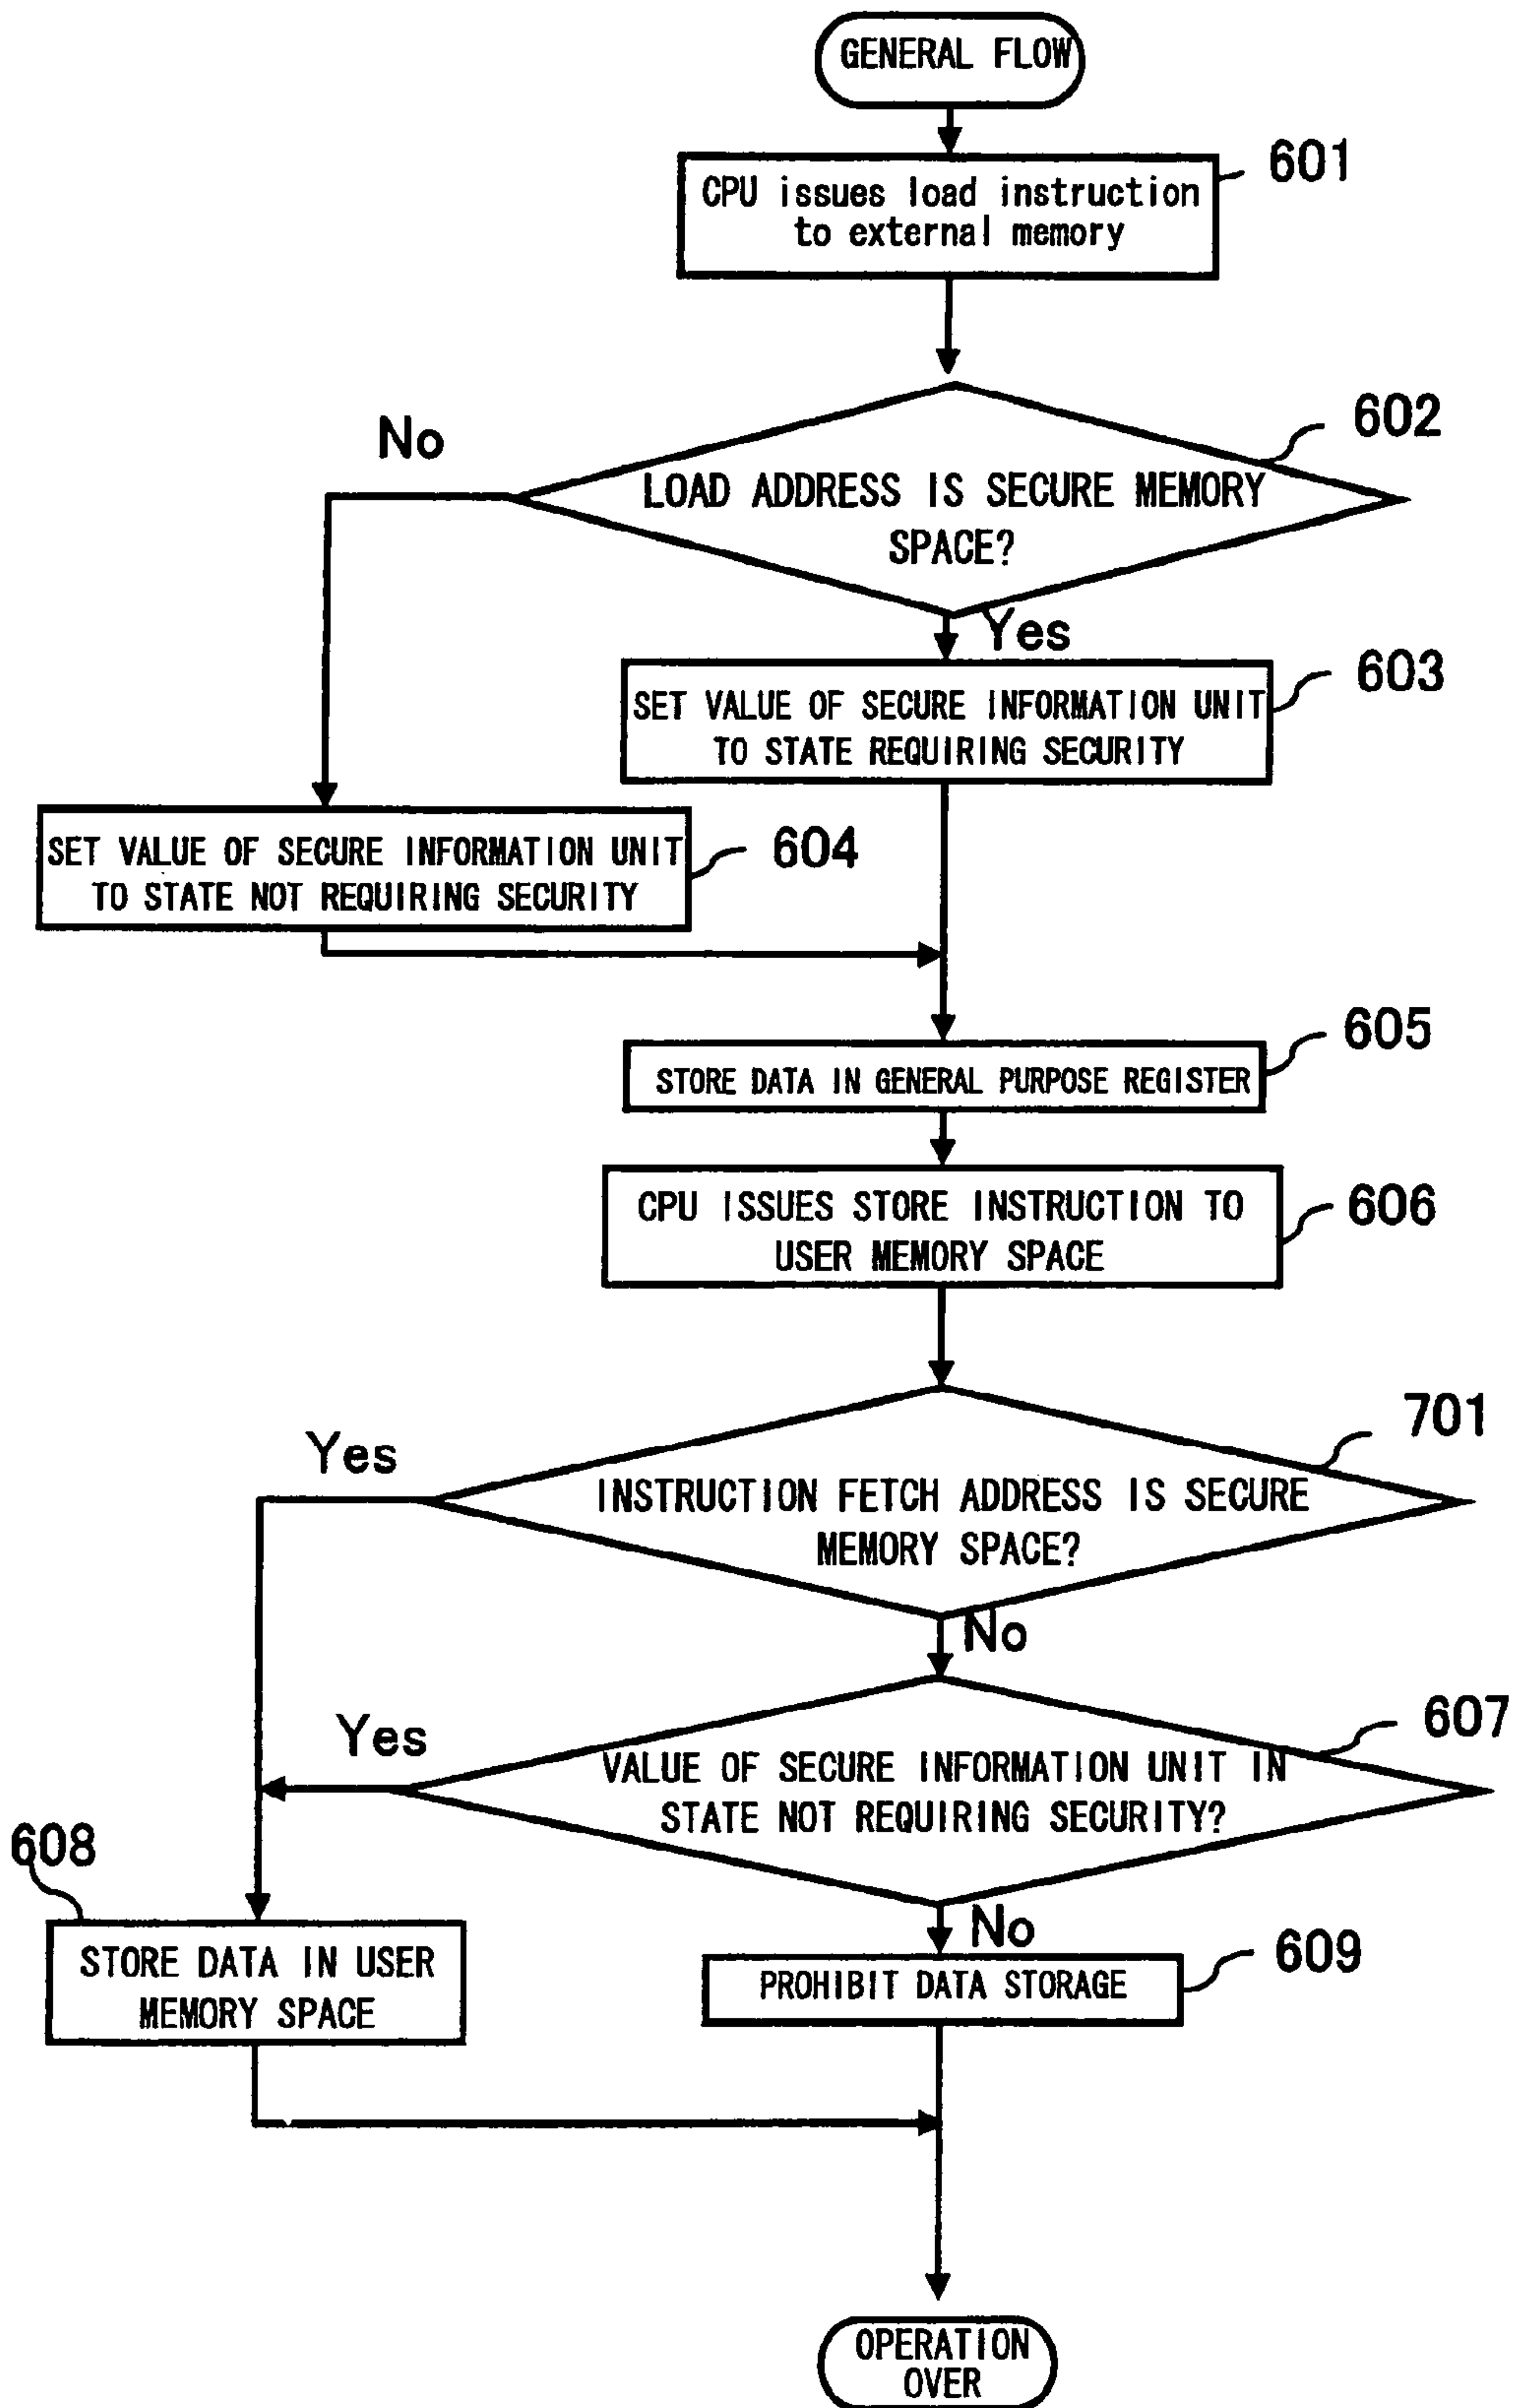 GENERAL FLOW
601
CPU issues load instruction
to external memory
602
No
LOAD ADDRESS IS SECURE MEMORY
SPACE?
Yes
603
SET VALUE OF SECURE INFORMATION UNIT
TO STATE REQUIRING SECURITY
604
SET VALUE OF SECURE INFORMATION UNIT
TO STATE NOT REQUIRING SECURITY
605
STORE DATA IN GENERAL PURPOSE REGISTER
606
CPU ISSUES STORE INSTRUCTION TO
USER MEMORY SPACE
701
Yes
INSTRUCTION FETCH ADDRESS IS SECURE
MEMORY SPACE?
No
607
Yes
VALUE OF SECURE INFORMATION UNIT IN
STATE NOT REQUIRING SECURITY?
608
No
STORE DATA IN USER
MEMORY SPACE
609
PROHIBIT DATA STORAGE
OPERATION
OVER